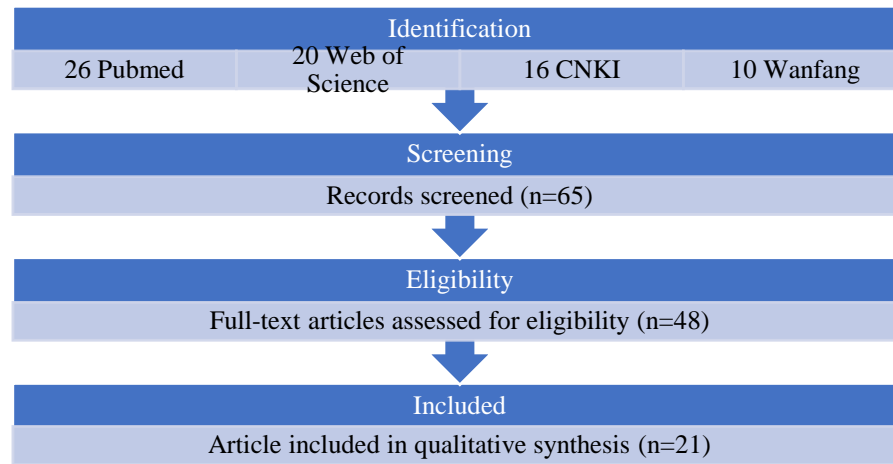 Identification
26 Pubmed
20 Web of
Science
16 CNKI
10 Wanfang
Screening
Records screened (n=65)
Eligibility
Full-text articles assessed for eligibility (n=48)
Included
Article included in qualitative synthesis (n=21)